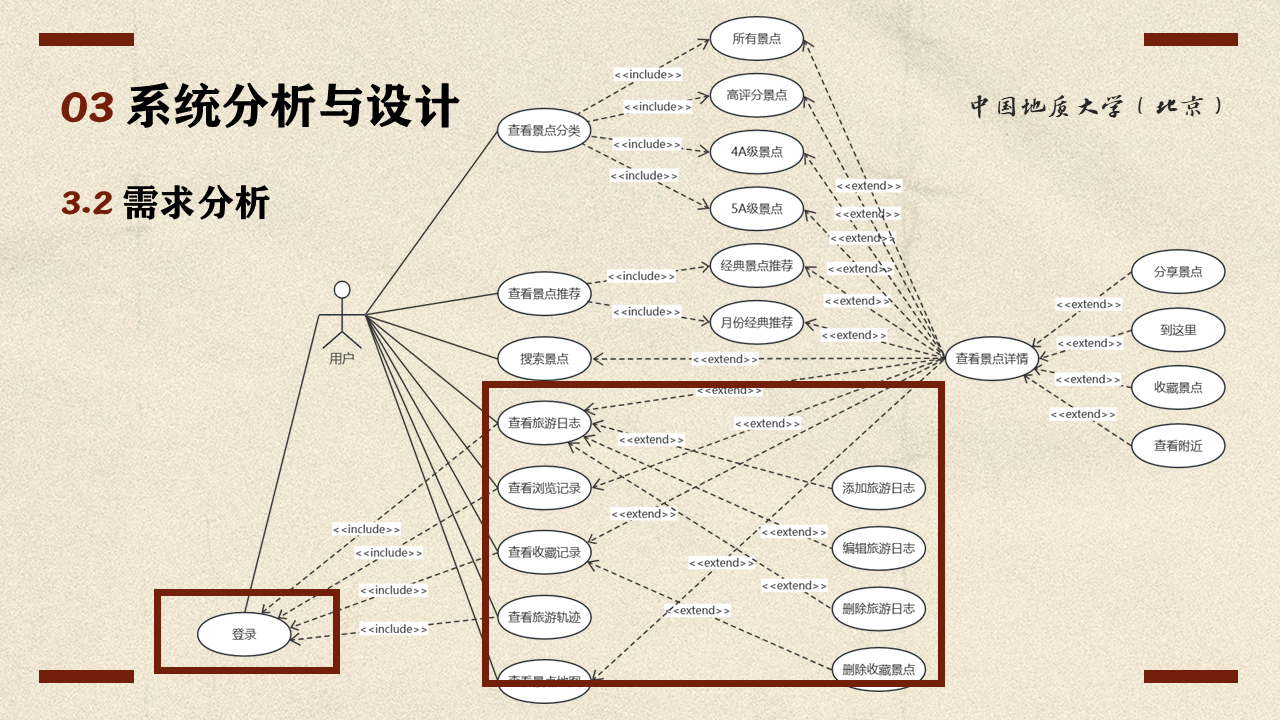 03 系统分析与设计
中国地质大学（北京）
3.2 需求分析
所有景点
<<include>>
高评分景点
<<include>>
查看景点分类
<<include>>
4A级景点
<<include>>
<<extend>>
5A级景点
<<extend>>
<<extend>>
经典景点推荐
<<extend>>
分享景点
<<include>>
查看景点推荐
<<extend>>
<<extend>>
<<include>>
月份经典推荐
到这里
<<extend>>
<<extend>>
用户
搜索景点
<<extend>>
查看景点详情
<<extend>>
收藏景点
<<extend>>
<<extend>>
查看旅游日志
<<extend>>
<<extend>>
查看附近
查看浏览记录
添加旅游日志
<<extend>>
<<include>>
<<extend>>
<<include>>
查看收藏记录
编辑旅游日志
<<extend>>
<<include>>
<<extend>>
<<extend>>
删除旅游日志
查看旅游轨迹
<<include>>
登录
删除收藏景点
查看景点地图